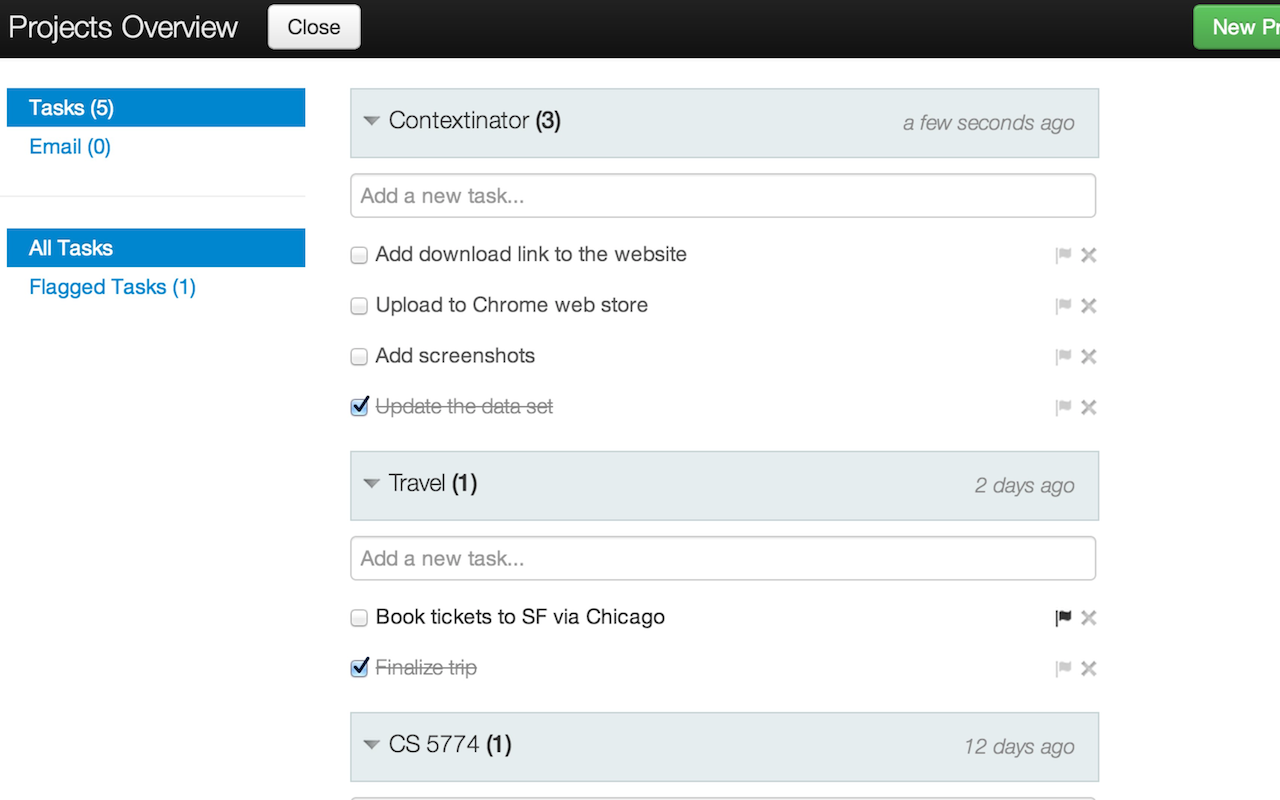 Projects Overview
Close
New Pr
Tasks (5)
Email (0)
All Tasks
Flagged Tasks (1)
Contextinator (3)
a few seconds ago
Add a new task...
Add download link to the website
Upload to Chrome web store
Add screenshots
Update the data set
Travel (1)
2 days ago
Add a new task...
Book tickets to SF via Chicago
Finalize trip
CS 5774 (1)
12 days ago